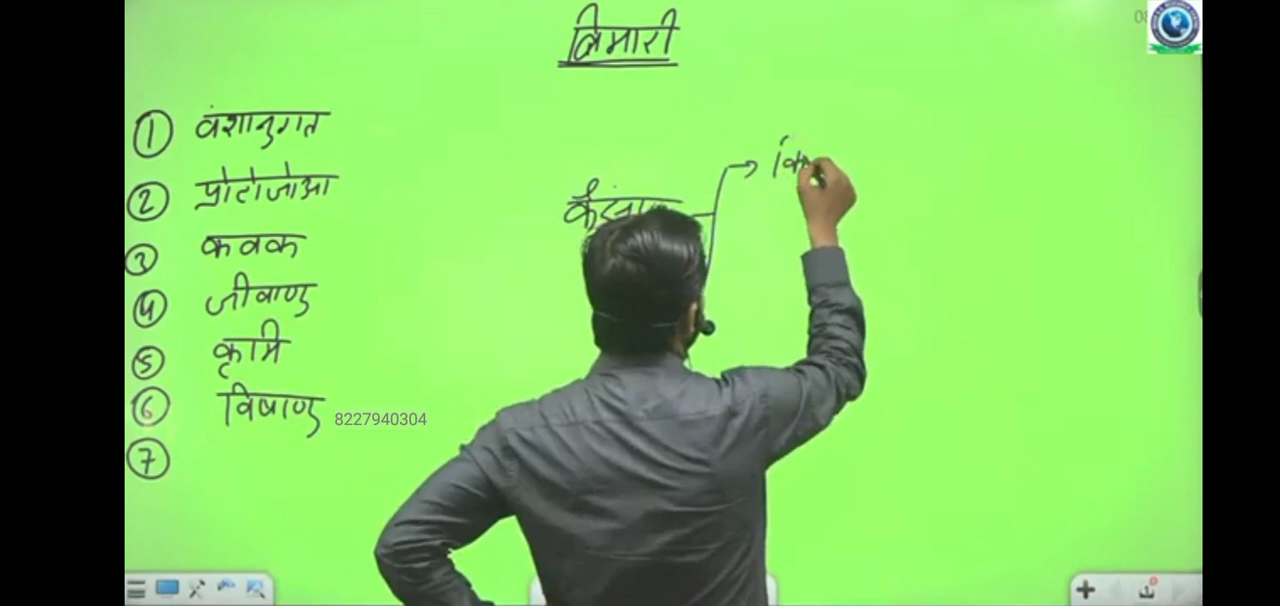 बिमारी
① वंशानुगत
② प्रोटोजोआ
③ कवक
④ जीवाणु
⑤ कृमि
⑥ विषाणु
8227940304
⑦